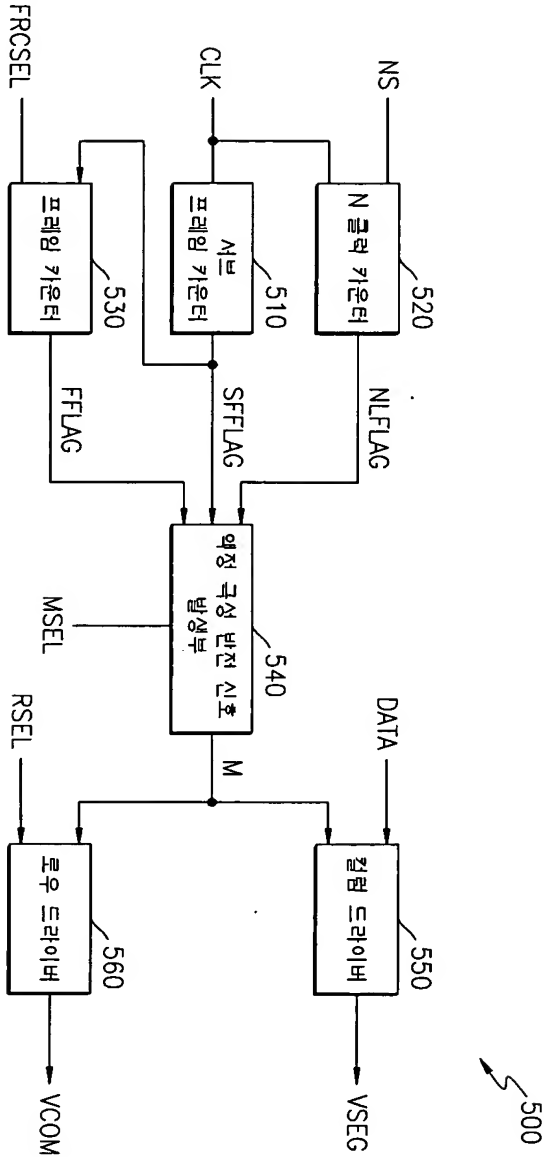 500
NS
N 클럭 카운터
520
NLFLAG
DATA
컬럼 드라이버
550
VSEG
CLK
서브
프레임 카운터
510
SFFLAG
액정 극성 반전 신호
발생부
540
M
MSEL
FRCSEL
프레임 카운터
530
FFLAG
RSEL
로우 드라이버
560
VCOM